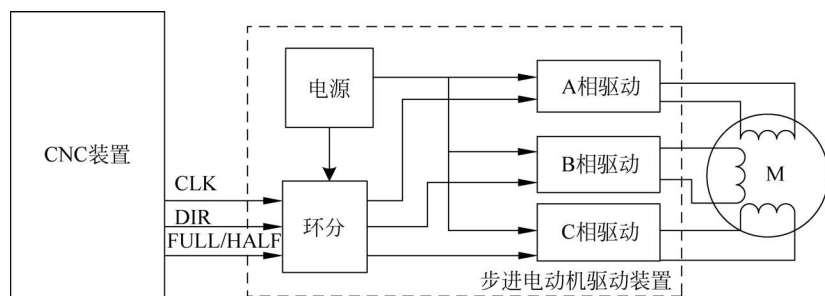 电源
A相驱动
CNC装置
B相驱动
M
CLK
DIR
环分
FULL/HALF
C相驱动
步进电动机驱动装置